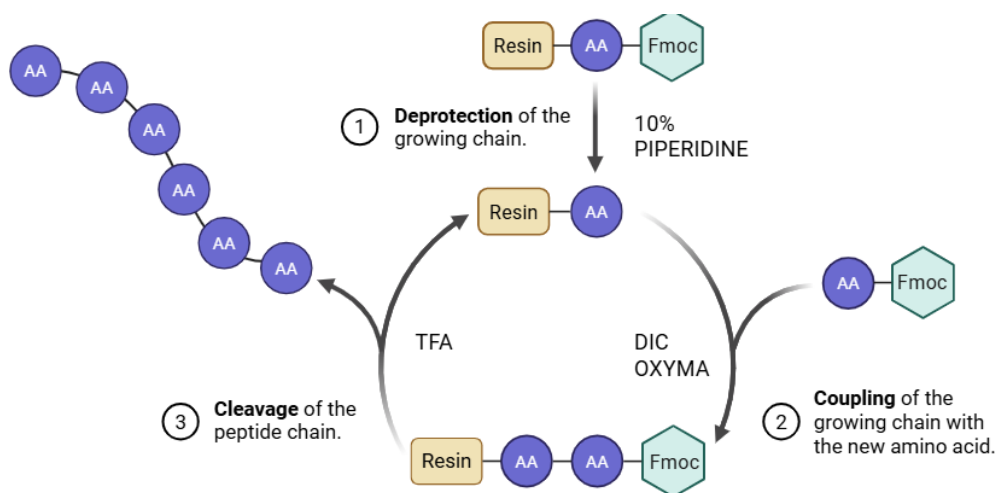 Resin AA Fmoc
AA
AA
AA
AA
AA
AA
1 Deprotection of the
growing chain.
10%
PIPERIDINE
Resin AA
AA Fmoc
TFA
DIC
OXYMA
3 Cleavage of the
peptide chain.
2 Coupling of the
growing chain with
the new amino acid.
Resin AA AA Fmoc